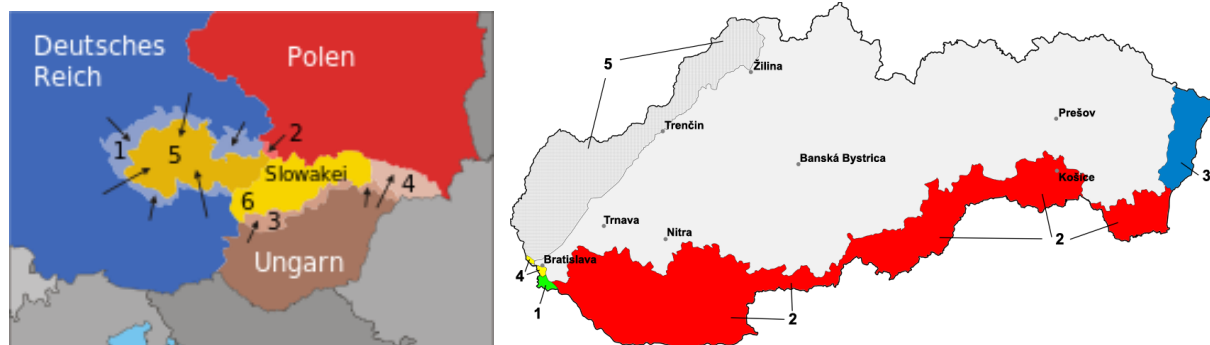 Deutsches
Reich
Polen
1
5
2
Slowakei
4
6
3
Ungarn
5
Žilina
Trenčin
Prešov
Banská Bystrica
Košice
3
Trnava
Nitra
2
Bratislava
4
1
2